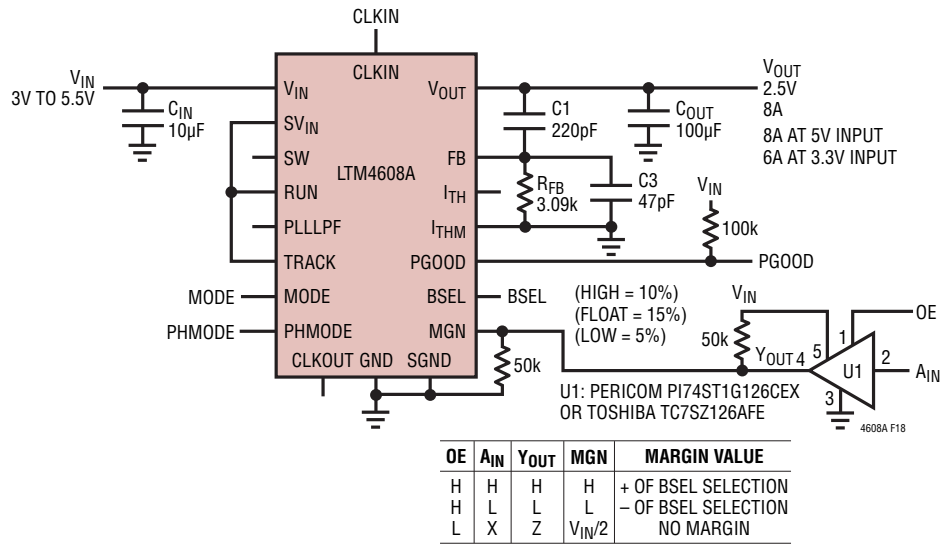 CLKIN
VIN
3V TO 5.5V
CIN
10µF
CLKIN
VIN
SVIN
SW
RUN
PLLLPF
TRACK
MODE
MODE
PHMODE
PHMODE
LTM4608A
VOUT
FB
ITH
ITHM
PGOOD
BSEL
MGN
CLKOUT GND SGND
C1
220pF
COUT
100µF
VOUT
2.5V
8A
8A AT 5V INPUT
6A AT 3.3V INPUT
RFB
3.09k
C3
47pF
VIN
100k
PGOOD
BSEL
(HIGH = 10%)
(FLOAT = 15%)
(LOW = 5%)
50k
VIN
50k
YOUT 4
5
1
2
3
U1
OE
AIN
U1: PERICOM PI74ST1G126CEX
OR TOSHIBA TC7SZ126AFE
4608A F18
OE AIN YOUT MGN MARGIN VALUE
H H H H + OF BSEL SELECTION
H L L L – OF BSEL SELECTION
L X Z VIN/2 NO MARGIN